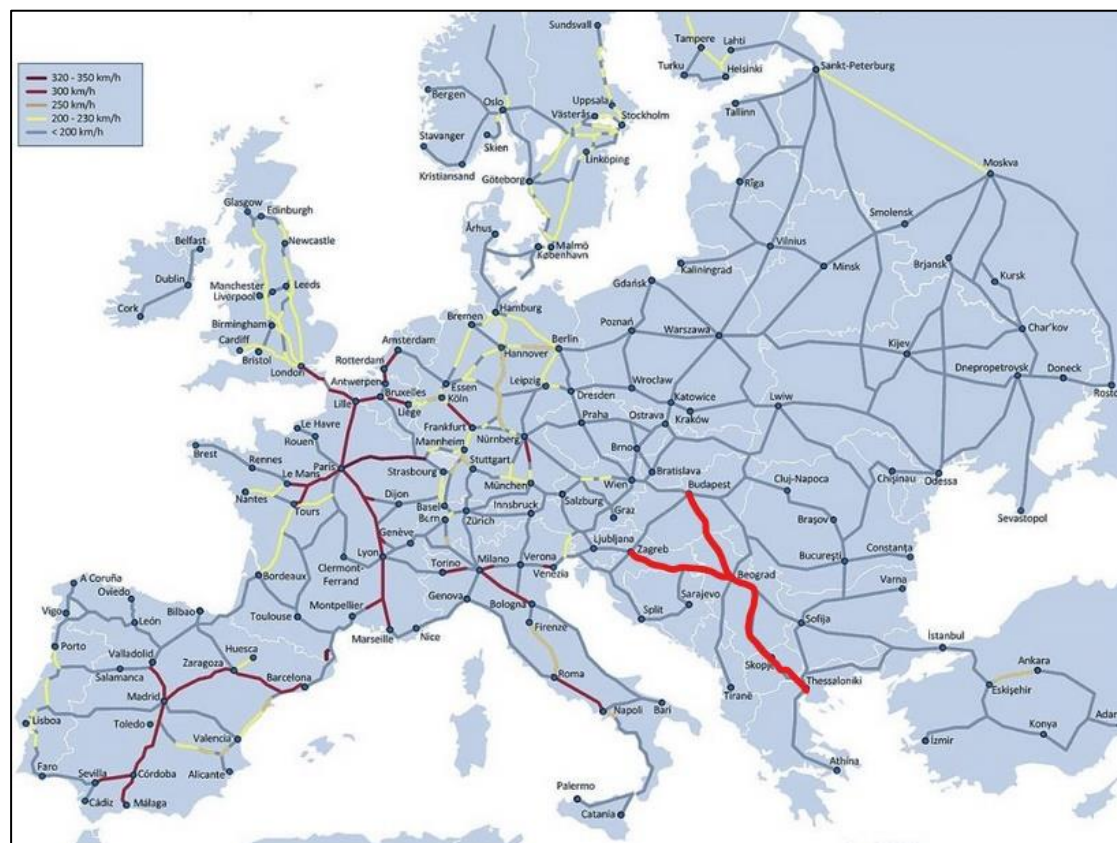 320 - 350 km/h
300 km/h
250 km/h
200 - 230 km/h
< 200 km/h
Sundsvall
Tampere
Lahti
Turku
Helsinki
Sankt-Peterburg
Bergen
Oslo
Uppsala
Västerås
Stockholm
Tallinn
Stavanger
Skien
Linköping
Kristiansand
Göteborg
Moskva
Rīga
Smolensk
Glasgow
Edinburgh
Newcastle
Århus
Malmö
København
Vilnius
Kaliningrad
Minsk
Brjansk
Kursk
Belfast
Dublin
Cork
Manchester
Liverpool
Leeds
Gdańsk
Hamburg
Bremen
Birmingham
Cardiff
Bristol
London
Amsterdam
Rotterdam
Antwerpen
Bruxelles
Hannover
Berlin
Poznań
Warszawa
Char'kov
Kijev
Dnepropetrovsk
Doneck
Rosto
Lille
Liège
Essen
Köln
Leipzig
Dresden
Wrocław
Katowice
Kraków
Lwiw
Le Havre
Rouen
Frankfurt
Mannheim
Nürnberg
Praha
Ostrava
Brno
Brest
Rennes
Le Mans
Paris
Strasbourg
Stuttgart
München
Wien
Bratislava
Budapest
Cluj-Napoca
Chişinau
Odessa
Nantes
Tours
Dijon
Basel
Bern
Zürich
Innsbruck
Salzburg
Graz
Sevastopol
Genève
Lyon
Clermont-
Ferrand
Torino
Milano
Verona
Venezia
Ljubljana
Zagreb
Braşov
Bucureşti
Constanţa
Beograd
A Coruña
Oviedo
Bilbao
Bordeaux
Vigo
León
Toulouse
Montpellier
Marseille
Nice
Genova
Bologna
Firenze
Split
Sarajevo
Varna
Sofija
Porto
Valladolid
Salamanca
Zaragoza
Huesca
Barcelona
Madrid
Roma
Skopje
Tiranë
Thessaloniki
İstanbul
Ankara
Eskişehir
Lisboa
Toledo
Valencia
Napoli
Bari
Konya
Adan
İzmir
Faro
Sevilla
Córdoba
Alicante
Cádiz
Málaga
Palermo
Catania
Athina